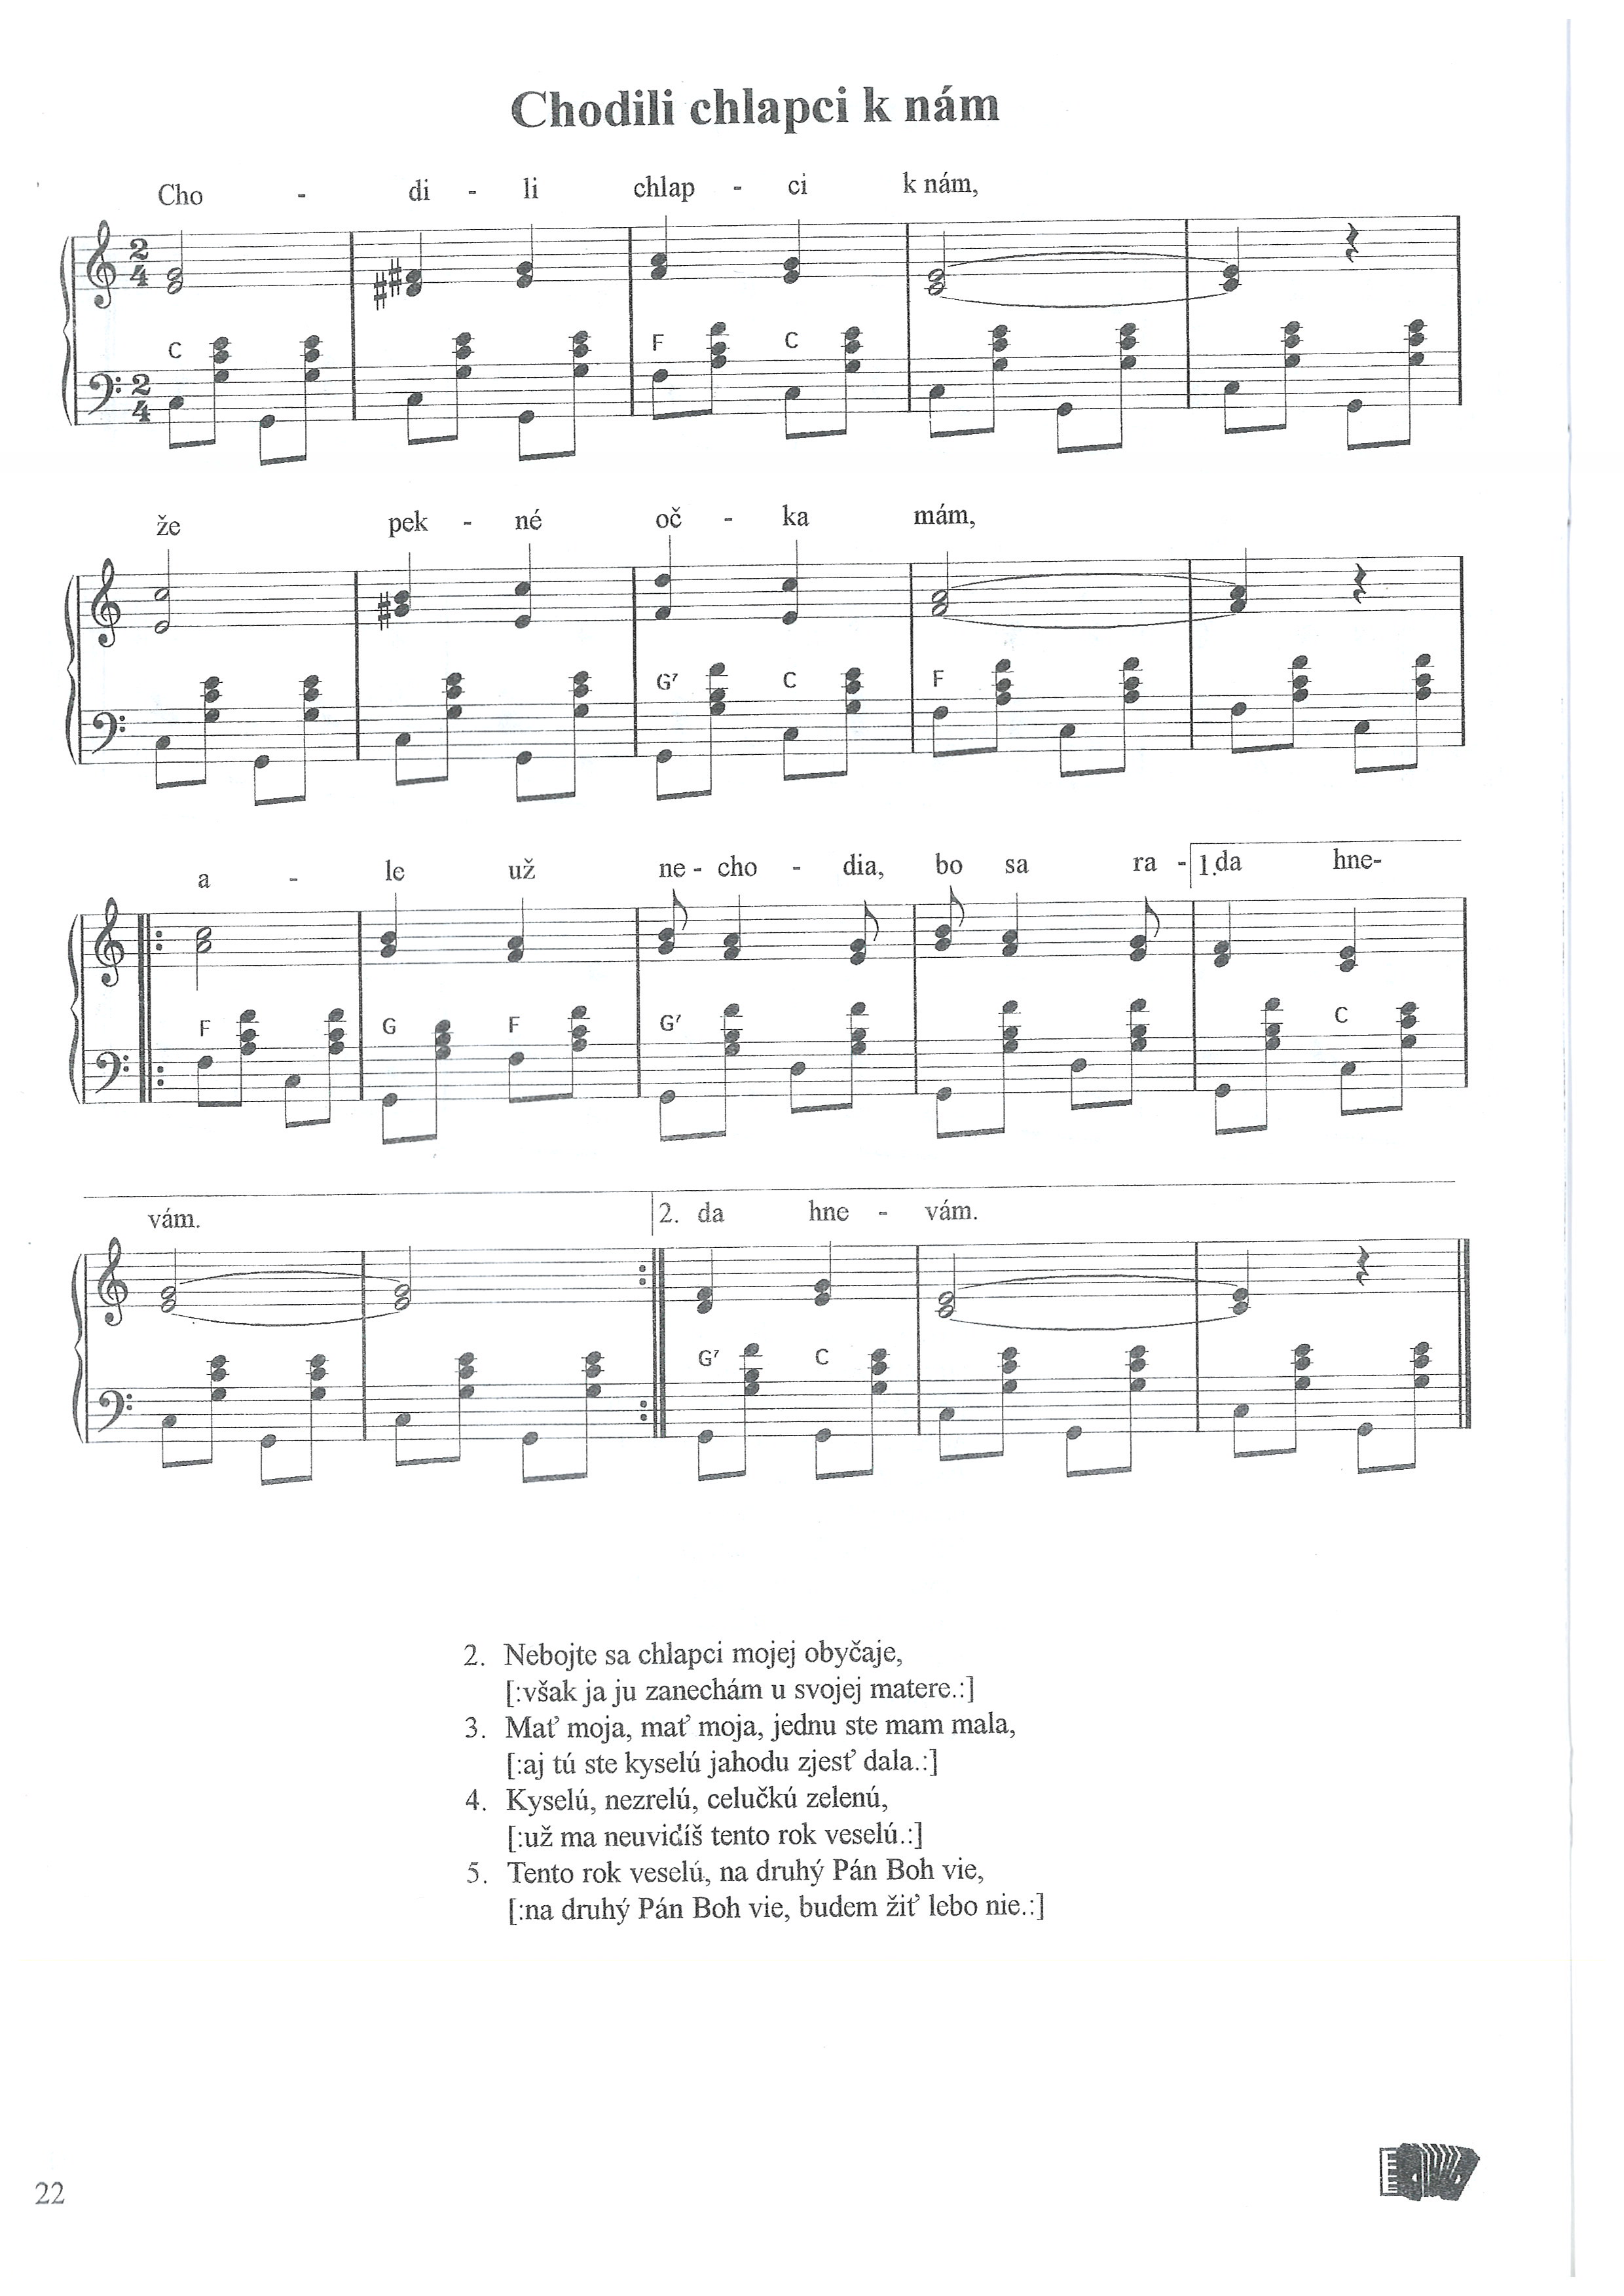 Chodili chlapci k nám
Cho - di - li chlap - ci k nám,
2 4
C F C
2 4
že pek - né oč - ka mám,
G7 C F
a - le už ne - cho - dia, bo sa ra - 1. da hne-
F G F G7 C
vám. 2. da hne - vám.
G7 C
2. Nebojte sa chlapci mojej obyčaje,
[:však ja ju zanechám u svojej matere.:]
3. Mať moja, mať moja, jednu ste mam mala,
[:aj tú ste kyselú jahodu zjesť dala.:]
4. Kyselú, nezrelú, celučkú zelenú,
[:už ma neuvidíš tento rok veselú.:]
5. Tento rok veselú, na druhý Pán Boh vie,
[:na druhý Pán Boh vie, budem žiť lebo nie.:]
22